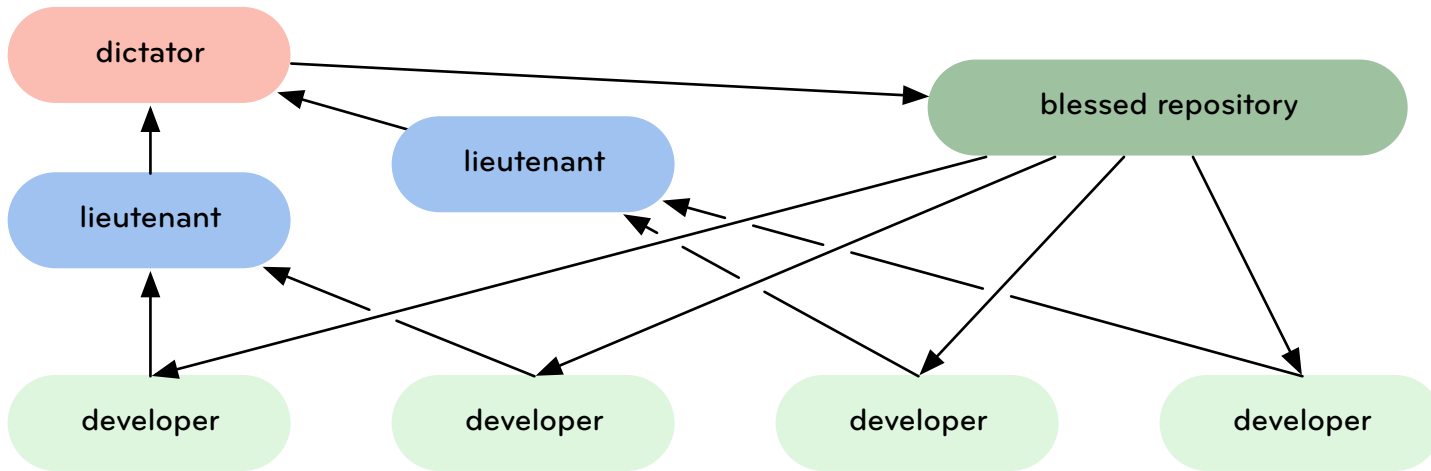 dictator
blessed repository
lieutenant
lieutenant
developer
developer
developer
developer